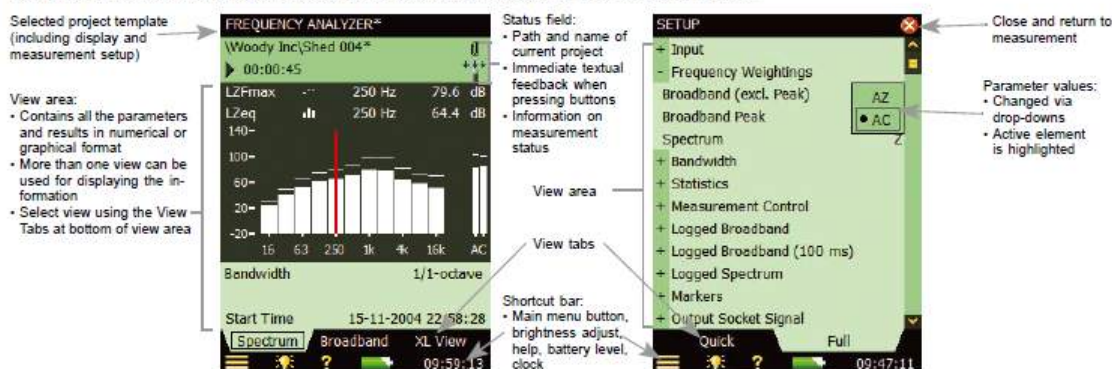 Selected project template
(including display and
measurement setup)
View area:
• Contains all the parameters
and results in numerical or
graphical format
• More than one view can be
used for displaying the in-
formation
• Select view using the View
Tabs at bottom of view area
FREQUENCY ANALYZER*
\Woody Inc\Shed 004*
00:00:45
LZFmax 250 Hz 79.6 dB
LZeq 250 Hz 64.4 dB
140-
100-
60-
20-
-20-
16 63 250 1k 4k 16k AC
Bandwidth 1/1-octave
Start Time 15-11-2004 22:58:28
Spectrum Broadband XL View
? 09:59:13
Status field:
• Path and name of
current project
• Immediate textual
feedback when
pressing buttons
• Information on
measurement
status
View area
View tabs
Shortcut bar:
• Main menu button,
brightness adjust,
help, battery level,
clock
SETUP
+ Input
- Frequency Weightings
Broadband (excl. Peak) AZ
Broadband Peak • AC
Spectrum Z
+ Bandwidth
+ Statistics
+ Measurement Control
+ Logged Broadband
+ Logged Broadband (100 ms)
+ Logged Spectrum
+ Markers
+ Output Socket Signal
Quick Full
? 09:47:11
Close and return to
measurement
Parameter values:
• Changed via
drop-downs
• Active element
is highlighted